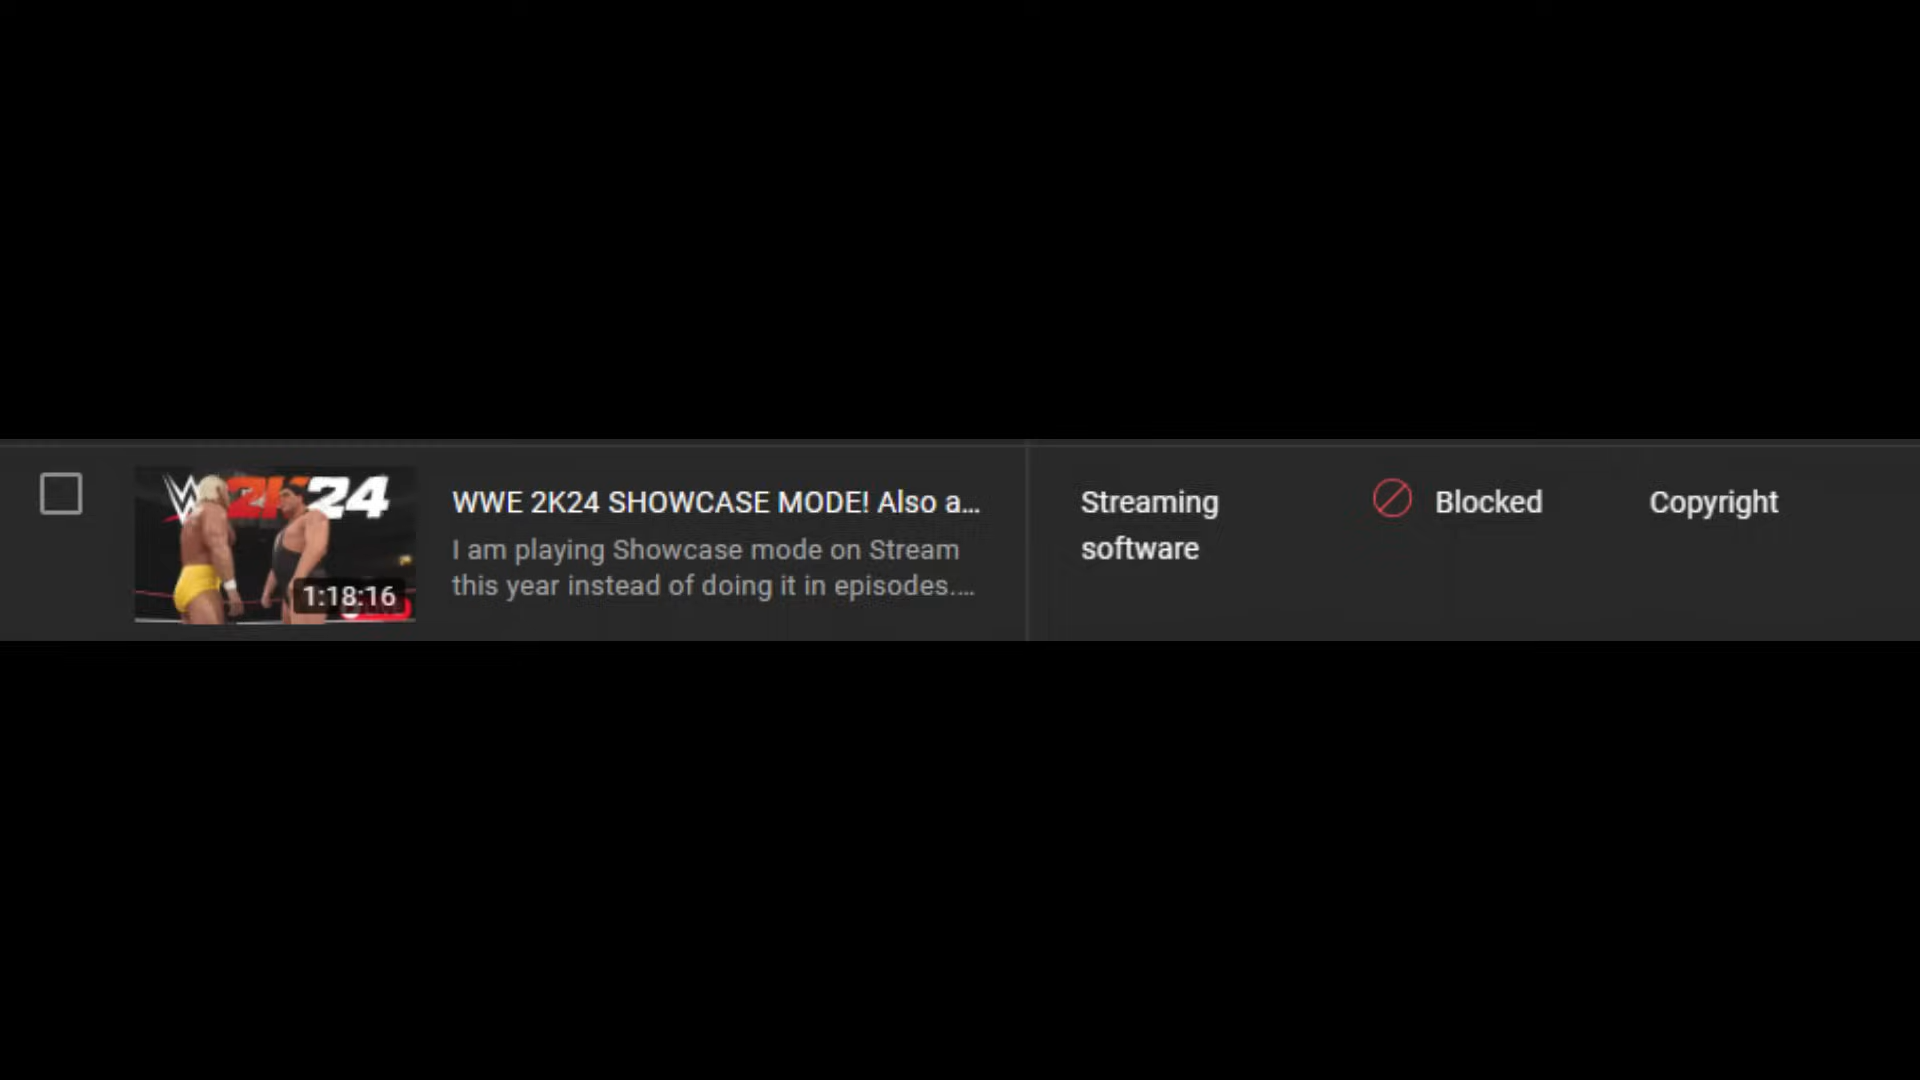 W 2K24
1:18:16
WWE 2K24 SHOWCASE MODE! Also a...
I am playing Showcase mode on Stream
this year instead of doing it in episodes....
Streaming
software
Blocked
Copyright